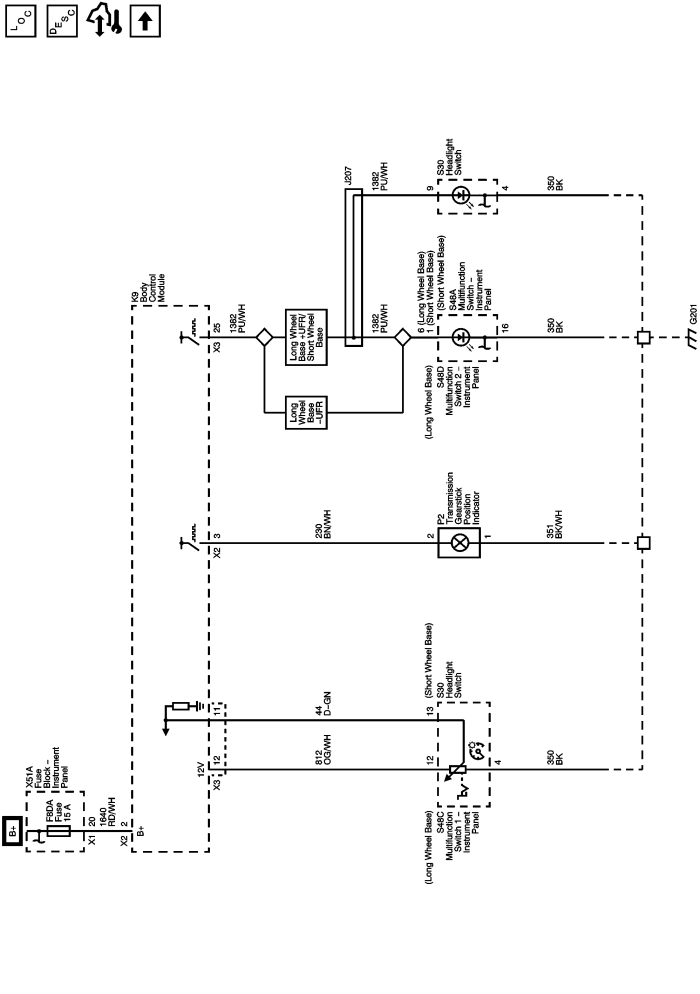 LOC
DESC
B+
X51A
Fuse
Block –
Instrument
Panel
F8DA
Fuse
15 A
20
X1
1640
RD/WH
2
X2
B+
K9
Body
Control
Module
12V
12
X3
11
3
X2
25
X3
812
OG/WH
44
D–GN
230
BN/WH
1382
PU/WH
Long
Wheel
Base
–UFR
Long Wheel
Base +UFR/
Short Wheel
Base
J207
1382
PU/WH
1382
PU/WH
(Long Wheel Base)
S48C
Multifunction
Switch 1 –
Instrument
Panel
(Short Wheel Base)
S30
Headlight
Switch
12
13
4
350
BK
P2
Transmission
Gearstick
Position
Indicator
2
1
351
BK/WH
(Long Wheel Base)
S48D
Multifunction
Switch 2 –
Instrument
Panel
6 (Long Wheel Base)
1 (Short Wheel Base)
(Short Wheel Base)
S48A
Multifunction
Switch –
Instrument
Panel
16
350
BK
S30
Headlight
Switch
9
4
350
BK
G201